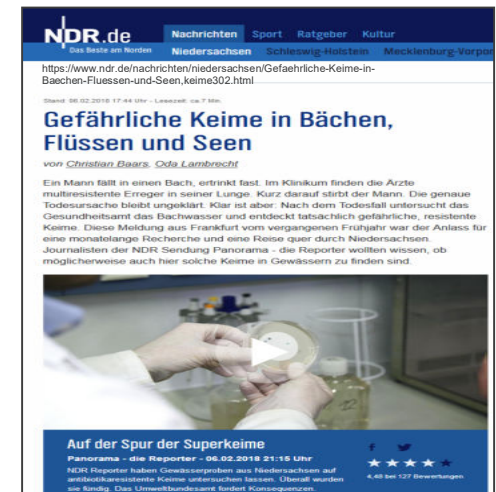 NDR.de
Das Beste am Norden
Nachrichten Sport Ratgeber Kultur
Niedersachsen Schleswig-Holstein Mecklenburg-Vorpor
https://www.ndr.de/nachrichten/niedersachsen/Gefaehrliche-Keime-in-
Baechen-Fluessen-und-Seen,keime302.html
Stand: 06.02.2018 17:44 Uhr - Lesezeit: ca.7 Min.
Gefährliche Keime in Bächen,
Flüssen und Seen
von Christian Baars, Oda Lambrecht
Ein Mann fällt in einen Bach, ertrinkt fast. Im Klinikum finden die Ärzte
multiresistente Erreger in seiner Lunge. Kurz darauf stirbt der Mann. Die genaue
Todesursache bleibt ungeklärt. Klar ist aber: Nach dem Todesfall untersucht das
Gesundheitsamt das Bachwasser und entdeckt tatsächlich gefährliche, resistente
Keime. Diese Meldung aus Frankfurt vom vergangenen Frühjahr war der Anlass für
eine monatelange Recherche und eine Reise quer durch Niedersachsen.
Journalisten der NDR Sendung Panorama - die Reporter wollten wissen, ob
möglicherweise auch hier solche Keime in Gewässern zu finden sind.
Auf der Spur der Superkeime
Panorama - die Reporter - 06.02.2018 21:15 Uhr
NDR Reporter haben Gewässerproben aus Niedersachsen auf
antibiotikaresistente Keime untersuchen lassen. Überall wurden
sie fündig. Das Umweltbundesamt fordert Konsequenzen.
4,48 bei 127 Bewertungen